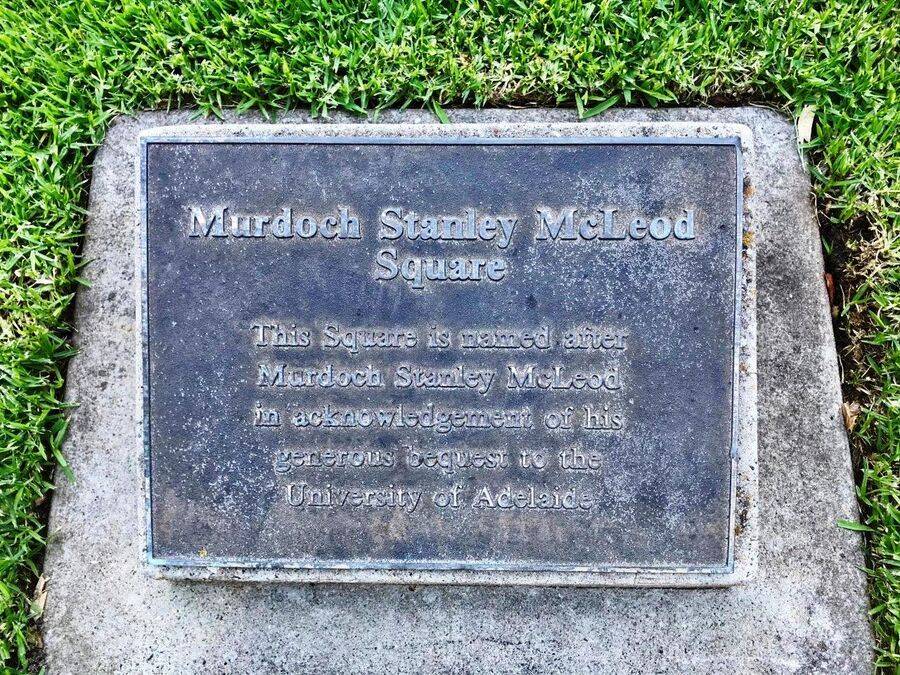 Murdoch Stanley McLeod
Square
This Square is named after
Murdoch Stanley McLeod
in acknowledgement of his
generous bequest to the
University of Adelaide